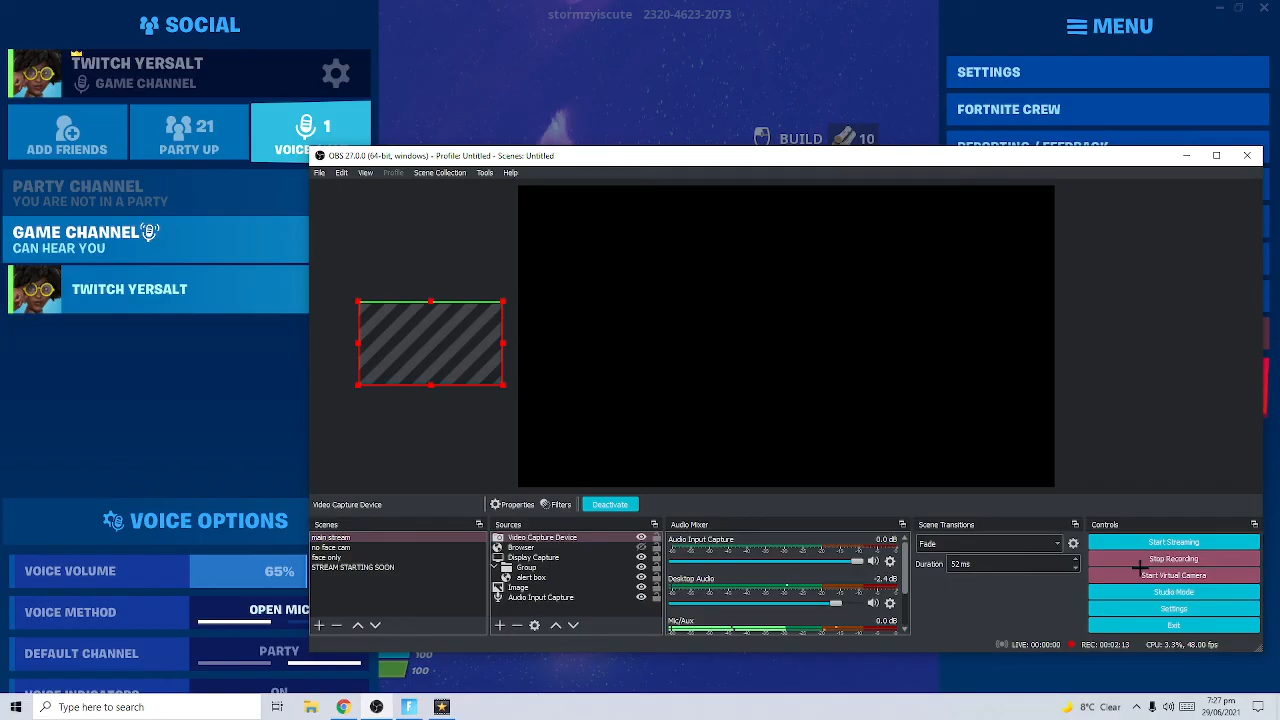 SOCIAL
TWITCH YERSALT
GAME CHANNEL
ADD FRIENDS
21
PARTY UP
1
VOICE
PARTY CHANNEL
YOU ARE NOT IN A PARTY
GAME CHANNEL
CAN HEAR YOU
TWITCH YERSALT
VOICE OPTIONS
VOICE VOLUME
65%
VOICE METHOD
OPEN MIC
DEFAULT CHANNEL
PARTY
VOICE INDICATORS
ON
stormzyiscute 2320-4623-2073
BUILD
10
MENU
SETTINGS
FORTNITE CREW
REPORTING / FEEDBACK
OBS 27.0.0 (64-bit, windows) - Profile: Untitled - Scenes: Untitled
File Edit View Profile Scene Collection Tools Help
Video Capture Device
Properties
Filters
Deactivate
Scenes
main stream
no face cam
face only
STREAM STARTING SOON
Sources
Video Capture Device
Browser
Display Capture
Group
alert box
Image
Audio Input Capture
Audio Mixer
Audio Input Capture 0.0 dB
Desktop Audio -2.4 dB
Mic/Aux 0.0 dB
Scene Transitions
Fade
Duration 52 ms
Controls
Start Streaming
Stop Recording
Start Virtual Camera
Studio Mode
Settings
Exit
LIVE: 00:00:00
REC: 00:02:13
CPU: 3.3%, 48.00 fps
100
100
Type here to search
8°C Clear
7:27 pm
29/06/2021